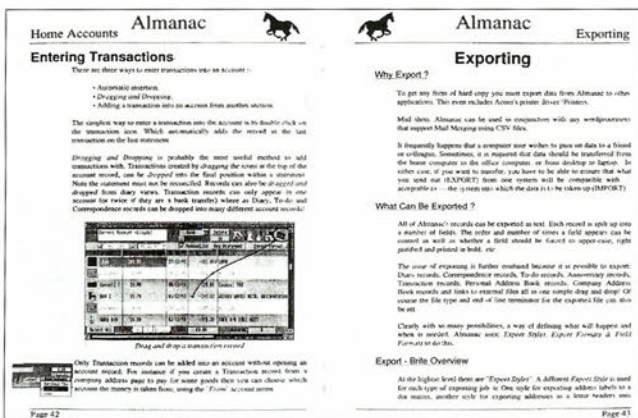 Home Accounts
Almanac
Entering Transactions
There are three ways to enter transactions into an account :-
• Automatic insertion.
• Dragging and Dropping.
• Adding a transaction into an account from another section.
The simplest way to enter a transaction into the account is to double click on
the transaction icon. Which automatically adds the record at the last
transaction on the last statement.
Dragging and Dropping is probably the most useful method to add
transactions with. Transactions created by dragging the icons at the top of the
account record, can be dropped into the final position within a statement.
Note the statement must not be reconciled. Records can also be dragged and
dropped from diary views. Transaction records can only appear in one
account (or twice if they are a bank transfer) where as Diary, To-do and
Correspondence records can be dropped into many different account records!
Drag and drop a transaction record
Only Transaction records can be added into an account without opening an
account record. For instance if you create a Transaction record from a
company address page to pay for some goods then you can choose which
account the money is taken from, using the "From" account menu.
Page 42
Almanac
Exporting
Exporting
Why Export ?
To get any form of hard copy you must export data from Almanac to other
applications. This even includes Acorn's printer driver !Printers.
Mail shots. Almanac can be used in conjunction with any wordprocessors
that support Mail Merging using CSV files.
It frequently happens that a computer user wishes to pass on data to a friend
or colleague. Sometimes, it is required that data should be transferred from
the home computer to the office computer or from desktop to laptop. In
either case, if you want to transfer, you have to be able to ensure that what
you send out (EXPORT) from one system will be compatible with
acceptable to the system into which the data is to be taken up (IMPORT)
What Can Be Exported ?
All of Almanac's records can be exported as text. Each record is split up into
a number of fields. The order and number of times a field appears can be
control as well as whether a field should be forced to upper-case, right
justified and printed in bold, etc
The issue of exporting is further confused because it is possible to export:
Diary records, Correspondence records, To-do records, Anniversary records,
Transaction records, Personal Address Book records, Company Address
Book records and links to external files all in one simple drag and drop! Of
course the file type and end of line terminator for the exported file can also
be set
Clearly with so many possibilities, a way of defining what will happen and
when is needed. Almanac uses Export Styles, Export Formats & Field
Formats to do this.
Export - Brife Overview
At the highest level there are "Export Styles". A different Export Style is used
for each type of exporting job ie One style for exporting address labels to a
dot matrix, another style for exporting addresses to a letter headers onto
Page 43